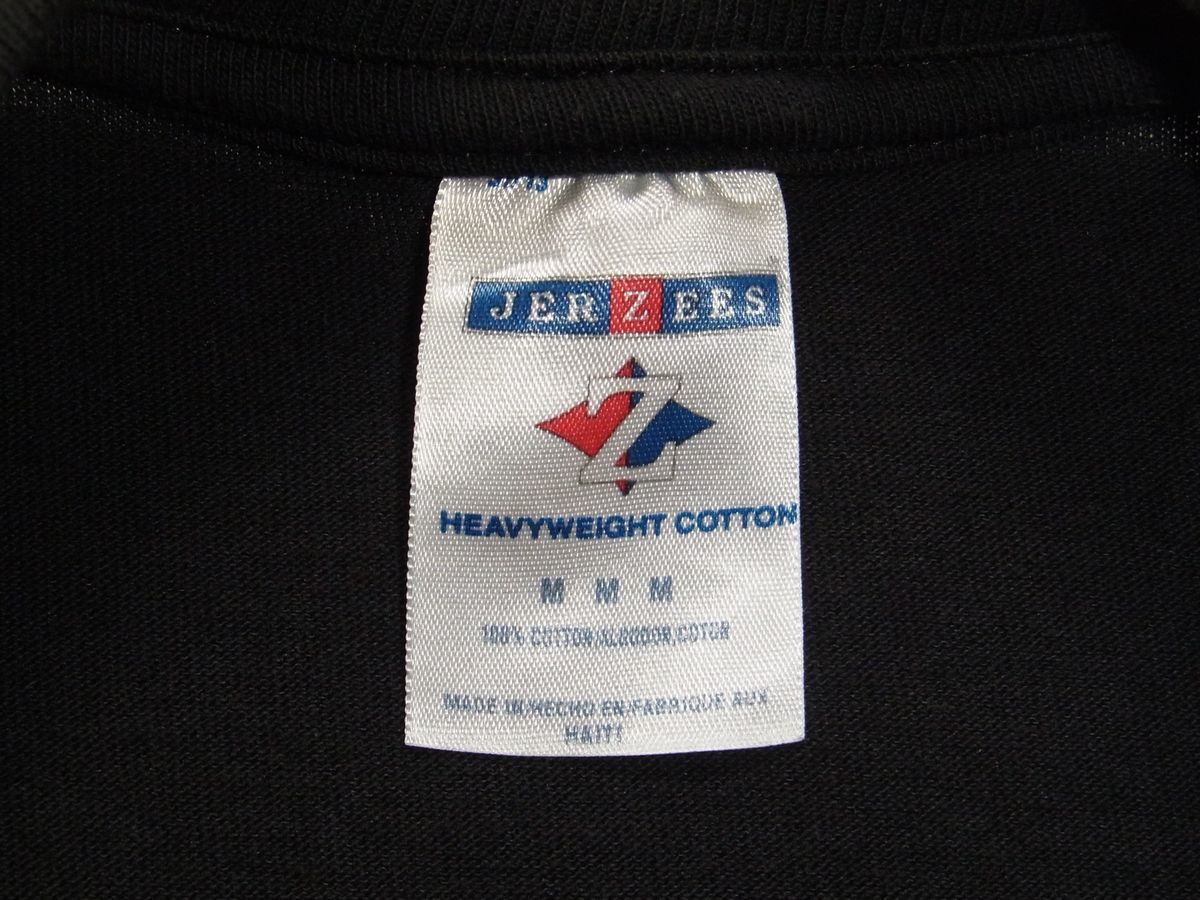 JERZEES
Z
HEAVYWEIGHT COTTON
M M M
100% COTTON/ALGODON,COTON
MADE IN/HECHO EN/FABRIQUE AUX
HAITI